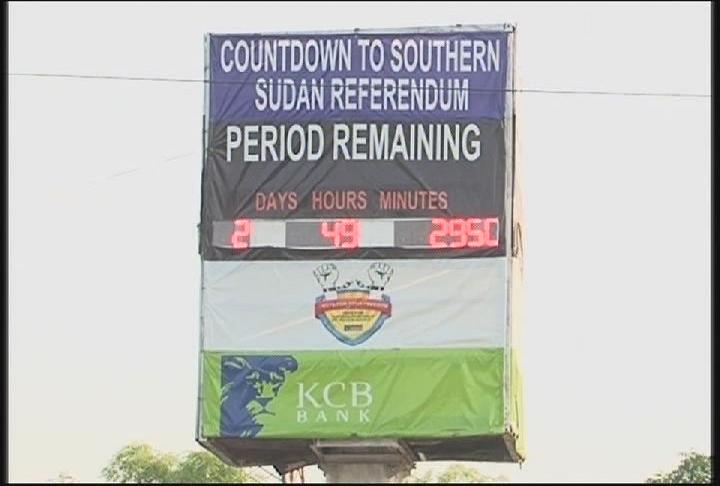 COUNTDOWN TO SOUTHERN
SUDAN REFERENDUM
PERIOD REMAINING
DAYS HOURS MINUTES
2 49 2950
KCB
BANK